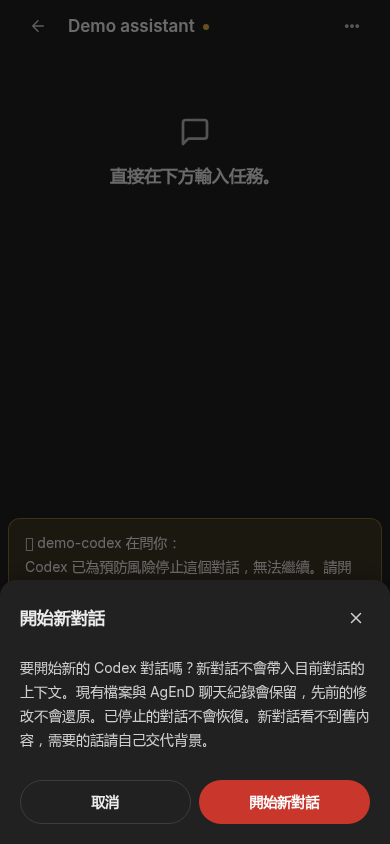 Demo assistant
直接在下方輸入任務。
demo-codex 在問你：
Codex 已為預防風險停止這個對話，無法繼續。請開
開始新對話
要開始新的 Codex 對話嗎？新對話不會帶入目前對話的
上下文。現有檔案與 AgEnD 聊天紀錄會保留，先前的修
改不會還原。已停止的對話不會恢復。新對話看不到舊內
容，需要的話請自己交代背景。
取消
開始新對話